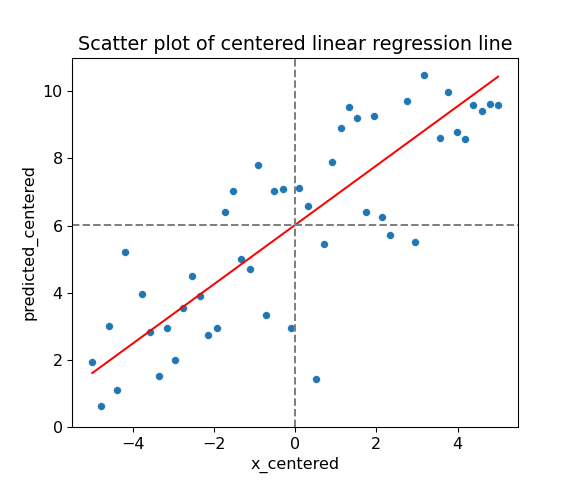 Scatter plot of centered linear regression line
10
8
6
4
2
0
predicted_centered
−4 −2 0 2 4
x_centered